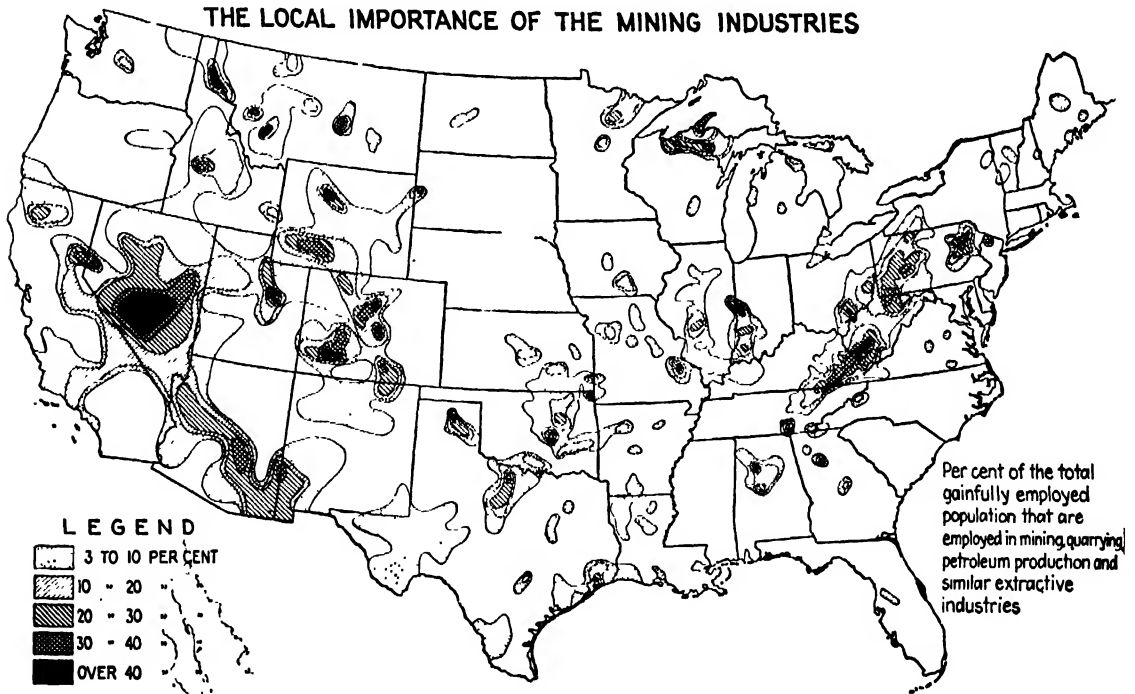 THE LOCAL IMPORTANCE OF THE MINING INDUSTRIES
Per cent of the total
gainfully employed
population that are
employed in mining, quarrying,
petroleum production and
similar extractive
industries
LEGEND
3 TO 10 PER CENT
10 " 20 "
20 " 30 " "
30 - 40 " "
OVER 40 " "